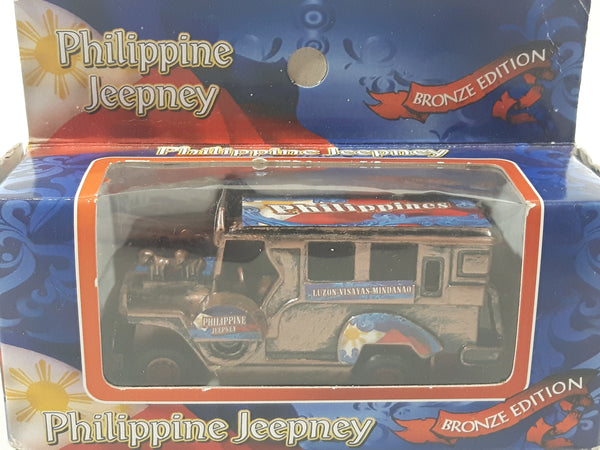 Philippine
Jeepney
BRONZE EDITION
Philippine Jeepney
Philippines
LUZON-VISAYAS-MINDANAO
PHILIPPINE
JEEPNEY
Philippine Jeepney
BRONZE EDITION